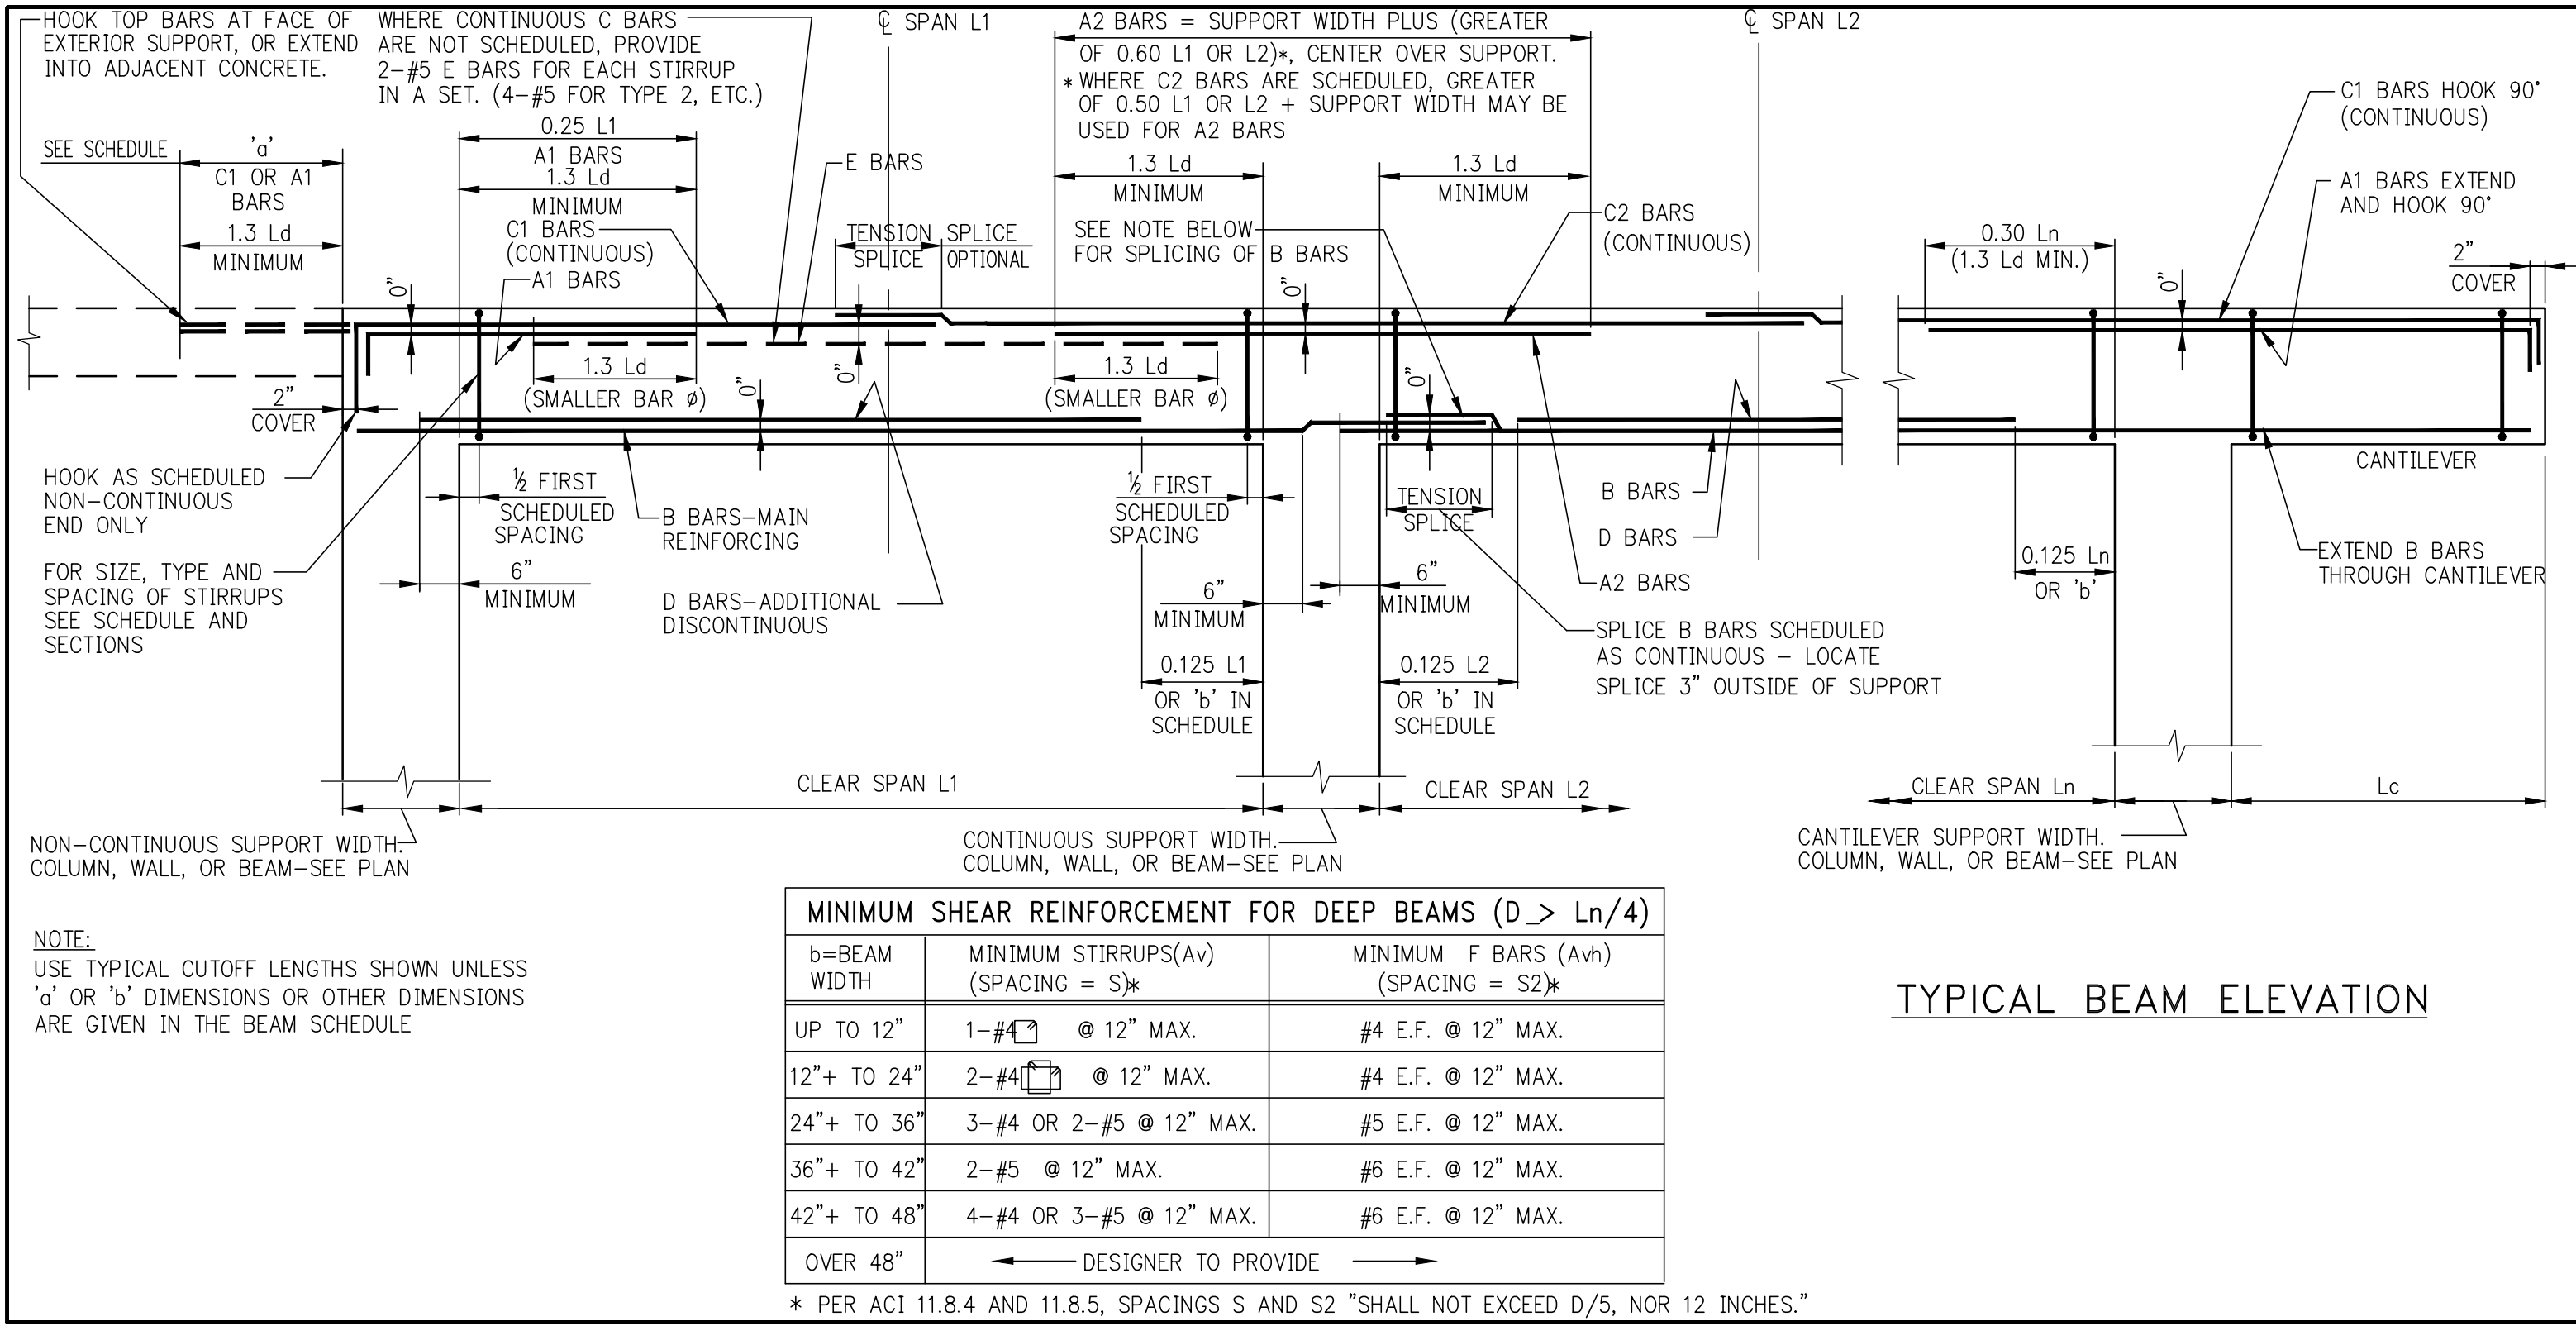 HOOK TOP BARS AT FACE OF
EXTERIOR SUPPORT, OR EXTEND
INTO ADJACENT CONCRETE.
WHERE CONTINUOUS C BARS
ARE NOT SCHEDULED, PROVIDE
2-#5 E BARS FOR EACH STIRRUP
IN A SET. (4-#5 FOR TYPE 2, ETC.)
℄ SPAN L1
A2 BARS = SUPPORT WIDTH PLUS (GREATER
OF 0.60 L1 OR L2)*, CENTER OVER SUPPORT.
* WHERE C2 BARS ARE SCHEDULED, GREATER
OF 0.50 L1 OR L2 + SUPPORT WIDTH MAY BE
USED FOR A2 BARS
℄ SPAN L2
C1 BARS HOOK 90°
(CONTINUOUS)
A1 BARS EXTEND
AND HOOK 90°
SEE SCHEDULE
'a'
C1 OR A1
BARS
1.3 Ld
MINIMUM
0.25 L1
A1 BARS
1.3 Ld
MINIMUM
C1 BARS
(CONTINUOUS)
A1 BARS
E BARS
TENSION
SPLICE
SPLICE
OPTIONAL
1.3 Ld
MINIMUM
1.3 Ld
MINIMUM
SEE NOTE BELOW
FOR SPLICING OF B BARS
C2 BARS
(CONTINUOUS)
0.30 Ln
(1.3 Ld MIN.)
2"
COVER
0"
0"
0"
0"
0"
0"
1.3 Ld
(SMALLER BAR ø)
1.3 Ld
(SMALLER BAR ø)
2"
COVER
HOOK AS SCHEDULED
NON-CONTINUOUS
END ONLY
½ FIRST
SCHEDULED
SPACING
B BARS-MAIN
REINFORCING
½ FIRST
SCHEDULED
SPACING
TENSION
SPLICE
B BARS
D BARS
A2 BARS
CANTILEVER
FOR SIZE, TYPE AND
SPACING OF STIRRUPS
SEE SCHEDULE AND
SECTIONS
6"
MINIMUM
D BARS-ADDITIONAL
DISCONTINUOUS
6"
MINIMUM
6"
MINIMUM
0.125 Ln
OR 'b'
EXTEND B BARS
THROUGH CANTILEVER
0.125 L1
OR 'b' IN
SCHEDULE
0.125 L2
OR 'b' IN
SCHEDULE
SPLICE B BARS SCHEDULED
AS CONTINUOUS - LOCATE
SPLICE 3" OUTSIDE OF SUPPORT
CLEAR SPAN L1
CLEAR SPAN L2
CLEAR SPAN Ln
Lc
NON-CONTINUOUS SUPPORT WIDTH.
COLUMN, WALL, OR BEAM-SEE PLAN
CONTINUOUS SUPPORT WIDTH.
COLUMN, WALL, OR BEAM-SEE PLAN
CANTILEVER SUPPORT WIDTH.
COLUMN, WALL, OR BEAM-SEE PLAN
NOTE:
USE TYPICAL CUTOFF LENGTHS SHOWN UNLESS
'a' OR 'b' DIMENSIONS OR OTHER DIMENSIONS
ARE GIVEN IN THE BEAM SCHEDULE
MINIMUM SHEAR REINFORCEMENT FOR DEEP BEAMS (D_> Ln/4)
b=BEAM
WIDTH
MINIMUM STIRRUPS(Av)
(SPACING = S)*
MINIMUM F BARS (Avh)
(SPACING = S2)*
UP TO 12" 1-#4 @ 12" MAX. #4 E.F. @ 12" MAX.
12"+ TO 24" 2-#4 @ 12" MAX. #4 E.F. @ 12" MAX.
24"+ TO 36" 3-#4 OR 2-#5 @ 12" MAX. #5 E.F. @ 12" MAX.
36"+ TO 42" 2-#5 @ 12" MAX. #6 E.F. @ 12" MAX.
42"+ TO 48" 4-#4 OR 3-#5 @ 12" MAX. #6 E.F. @ 12" MAX.
OVER 48" DESIGNER TO PROVIDE
* PER ACI 11.8.4 AND 11.8.5, SPACINGS S AND S2 "SHALL NOT EXCEED D/5, NOR 12 INCHES."
TYPICAL BEAM ELEVATION